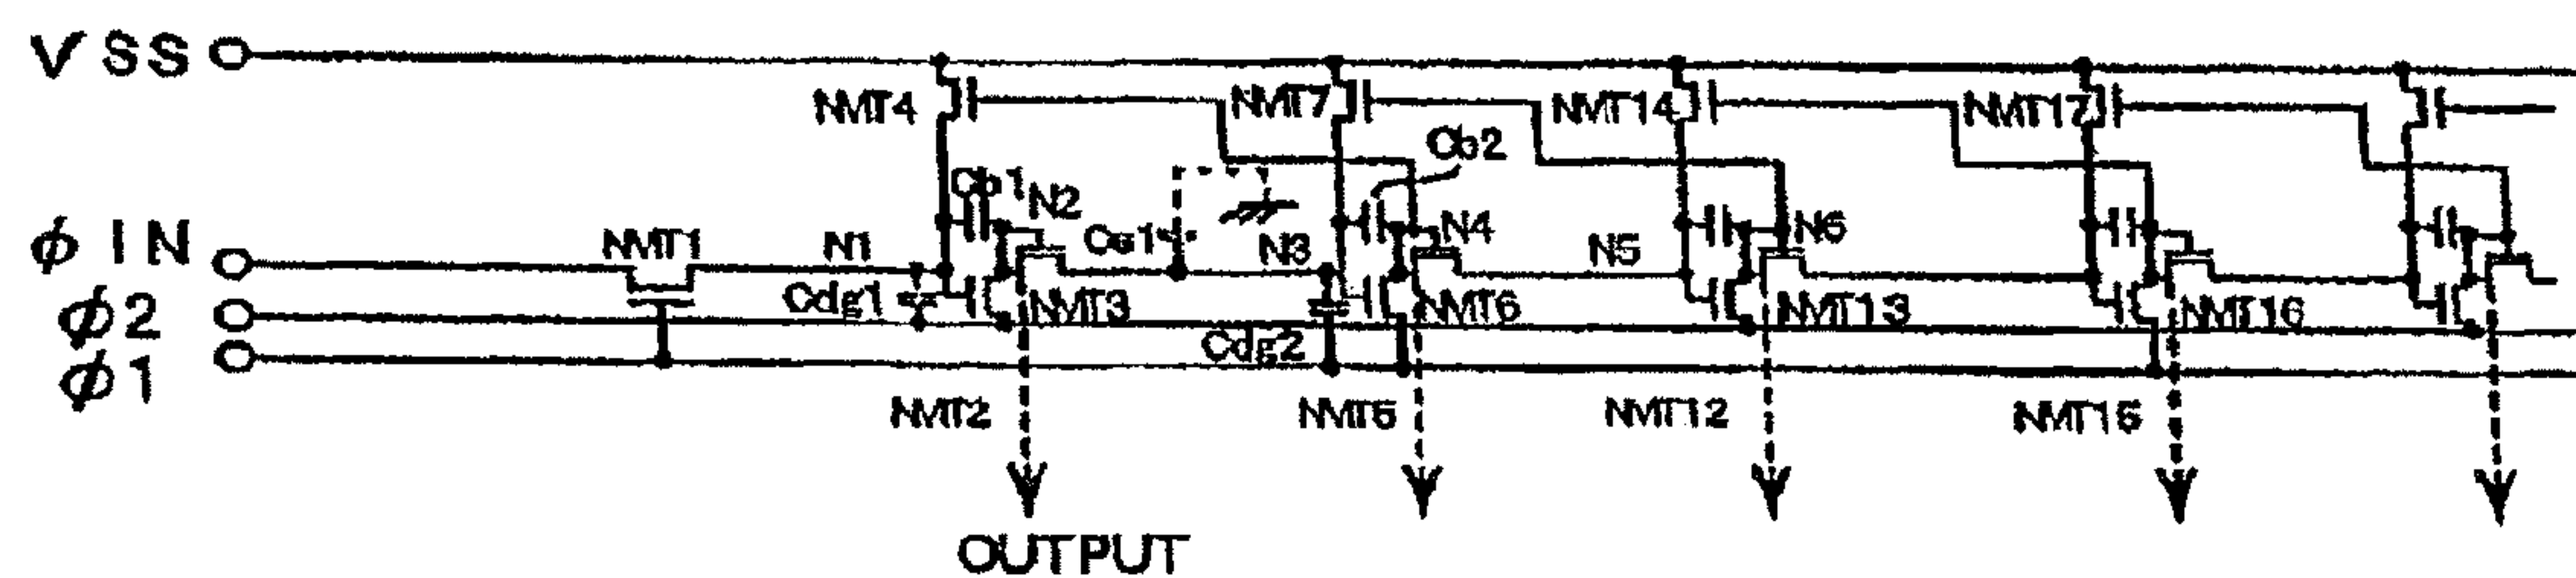 VSS
NMT4
NMT7
NMT14
NMT17
Cb2
Cb1
N2
φIN
NMT1
N1
Cs1
N3
N4
N5
N6
φ2
Cdg1
NMT3
NMT6
NMT13
NMT16
φ1
Cdg2
NMT2
NMT5
NMT12
NMT15
OUTPUT